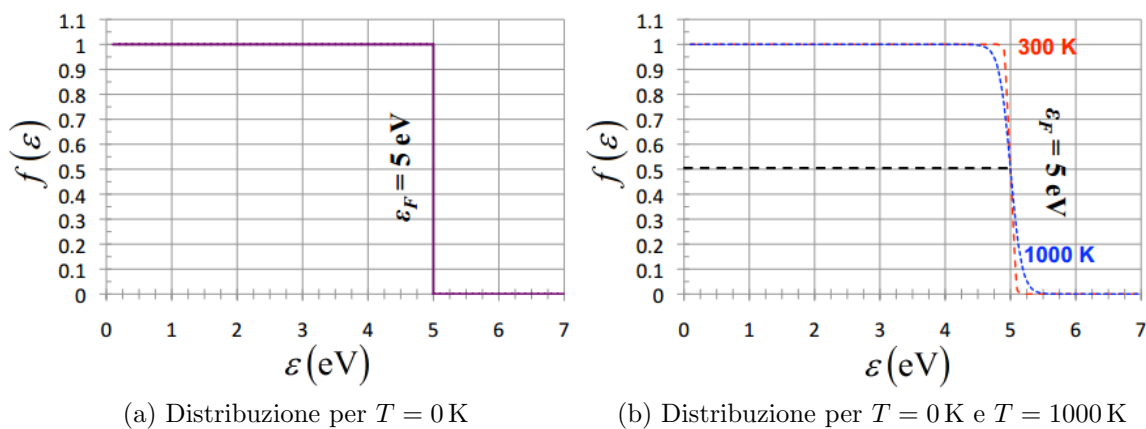 1.1
1
0.9
0.8
0.7
0.6
0.5
0.4
0.3
0.2
0.1
0
f(ε)
ε_F = 5 eV
0 1 2 3 4 5 6 7
ε(eV)
(a) Distribuzione per T = 0 K
1.1
1
0.9
0.8
0.7
0.6
0.5
0.4
0.3
0.2
0.1
0
f(ε)
300 K
ε_F = 5 eV
1000 K
0 1 2 3 4 5 6 7
ε(eV)
(b) Distribuzione per T = 0 K e T = 1000 K